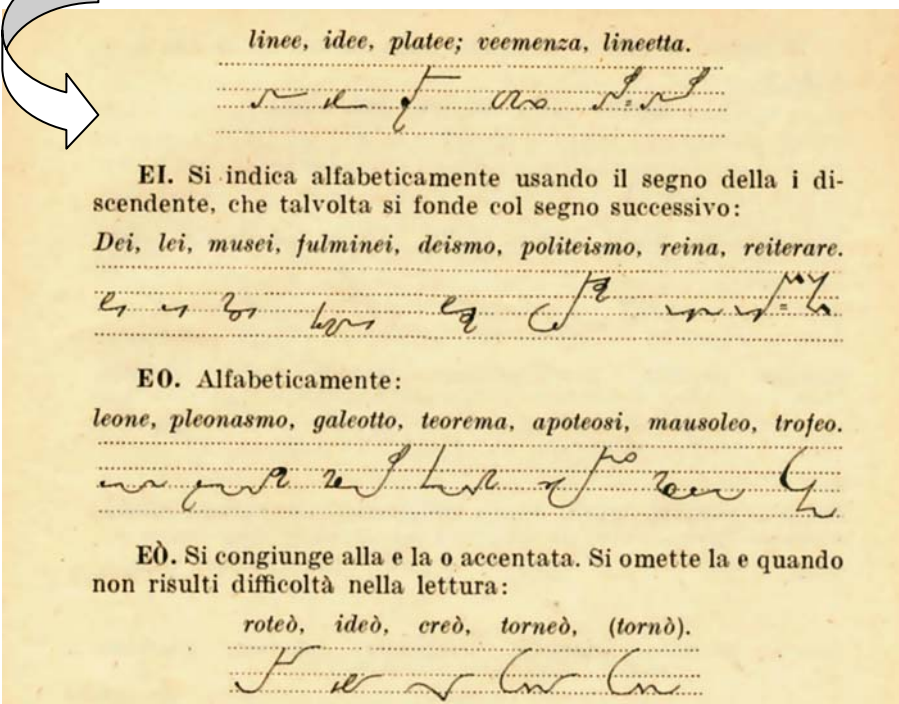 linee, idee, platee; veemenza, lineetta.
EI. Si indica alfabeticamente usando il segno della i di-
scendente, che talvolta si fonde col segno successivo:
Dei, lei, musei, fulminei, deismo, politeismo, reina, reiterare.
EO. Alfabeticamente:
leone, pleonasmo, galeotto, teorema, apoteosi, mausoleo, trofeo.
EÒ. Si congiunge alla e la o accentata. Si omette la e quando
non risulti difficoltà nella lettura:
roteò, ideò, creò, torneò, (tornò).